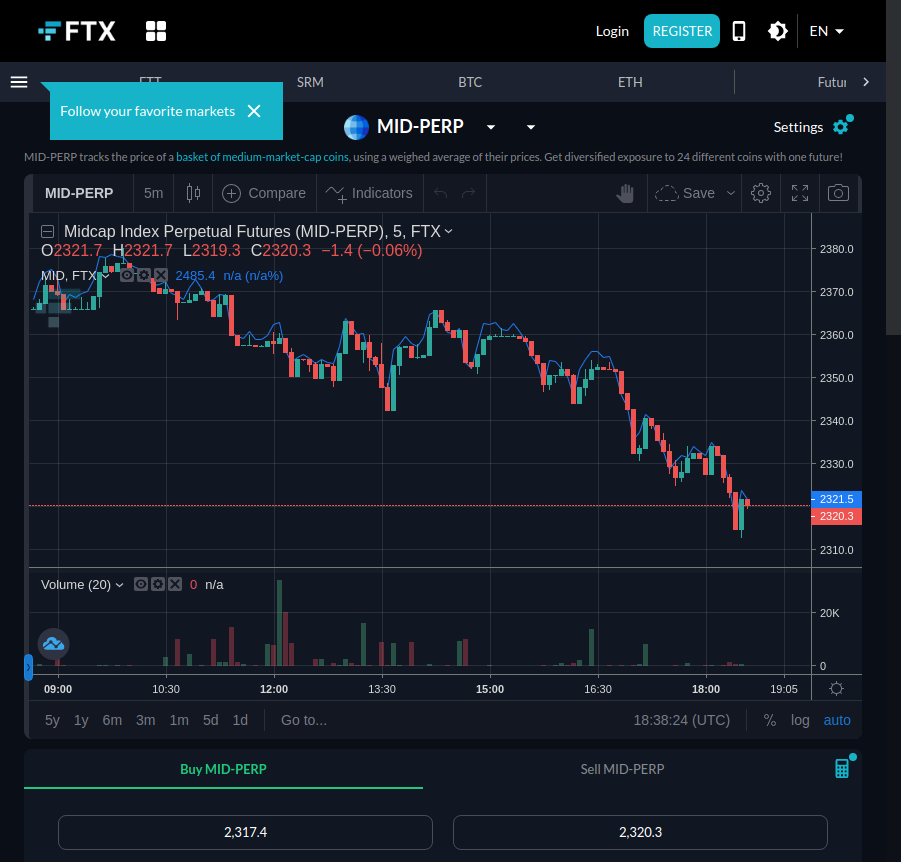 FTX
Login
REGISTER
EN
FTT
SRM
BTC
ETH
Futur
Follow your favorite markets
MID-PERP
Settings
MID-PERP tracks the price of a basket of medium-market-cap coins, using a weighed average of their prices. Get diversified exposure to 24 different coins with one future!
MID-PERP
5m
Compare
Indicators
Save
Midcap Index Perpetual Futures (MID-PERP), 5, FTX
O2321.7 H2321.7 L2319.3 C2320.3 −1.4 (−0.06%)
MID, FTX 2485.4 n/a (n/a%)
2380.0
2370.0
2360.0
2350.0
2340.0
2330.0
2321.5
2320.3
2310.0
Volume (20) 0 n/a
20K
0
09:00 10:30 12:00 13:30 15:00 16:30 18:00 19:05
5y 1y 6m 3m 1m 5d 1d Go to... 18:38:24 (UTC) % log auto
Buy MID-PERP
Sell MID-PERP
2,317.4
2,320.3